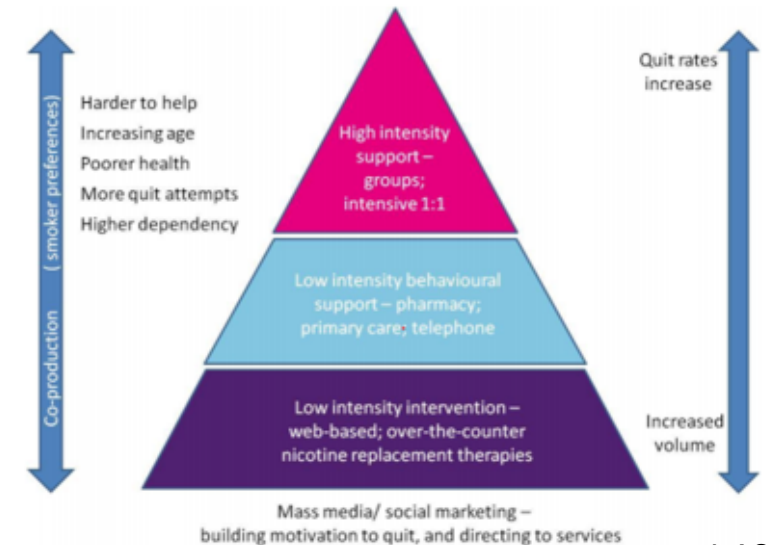 Quit rates
increase
Harder to help
Increasing age
Poorer health
More quit attempts
Higher dependency
Co-production ( smoker preferences)
High intensity
support –
groups;
intensive 1:1
Low intensity behavioural
support – pharmacy;
primary care; telephone
Low intensity intervention –
web-based; over-the-counter
nicotine replacement therapies
Increased
volume
Mass media/ social marketing –
building motivation to quit, and directing to services